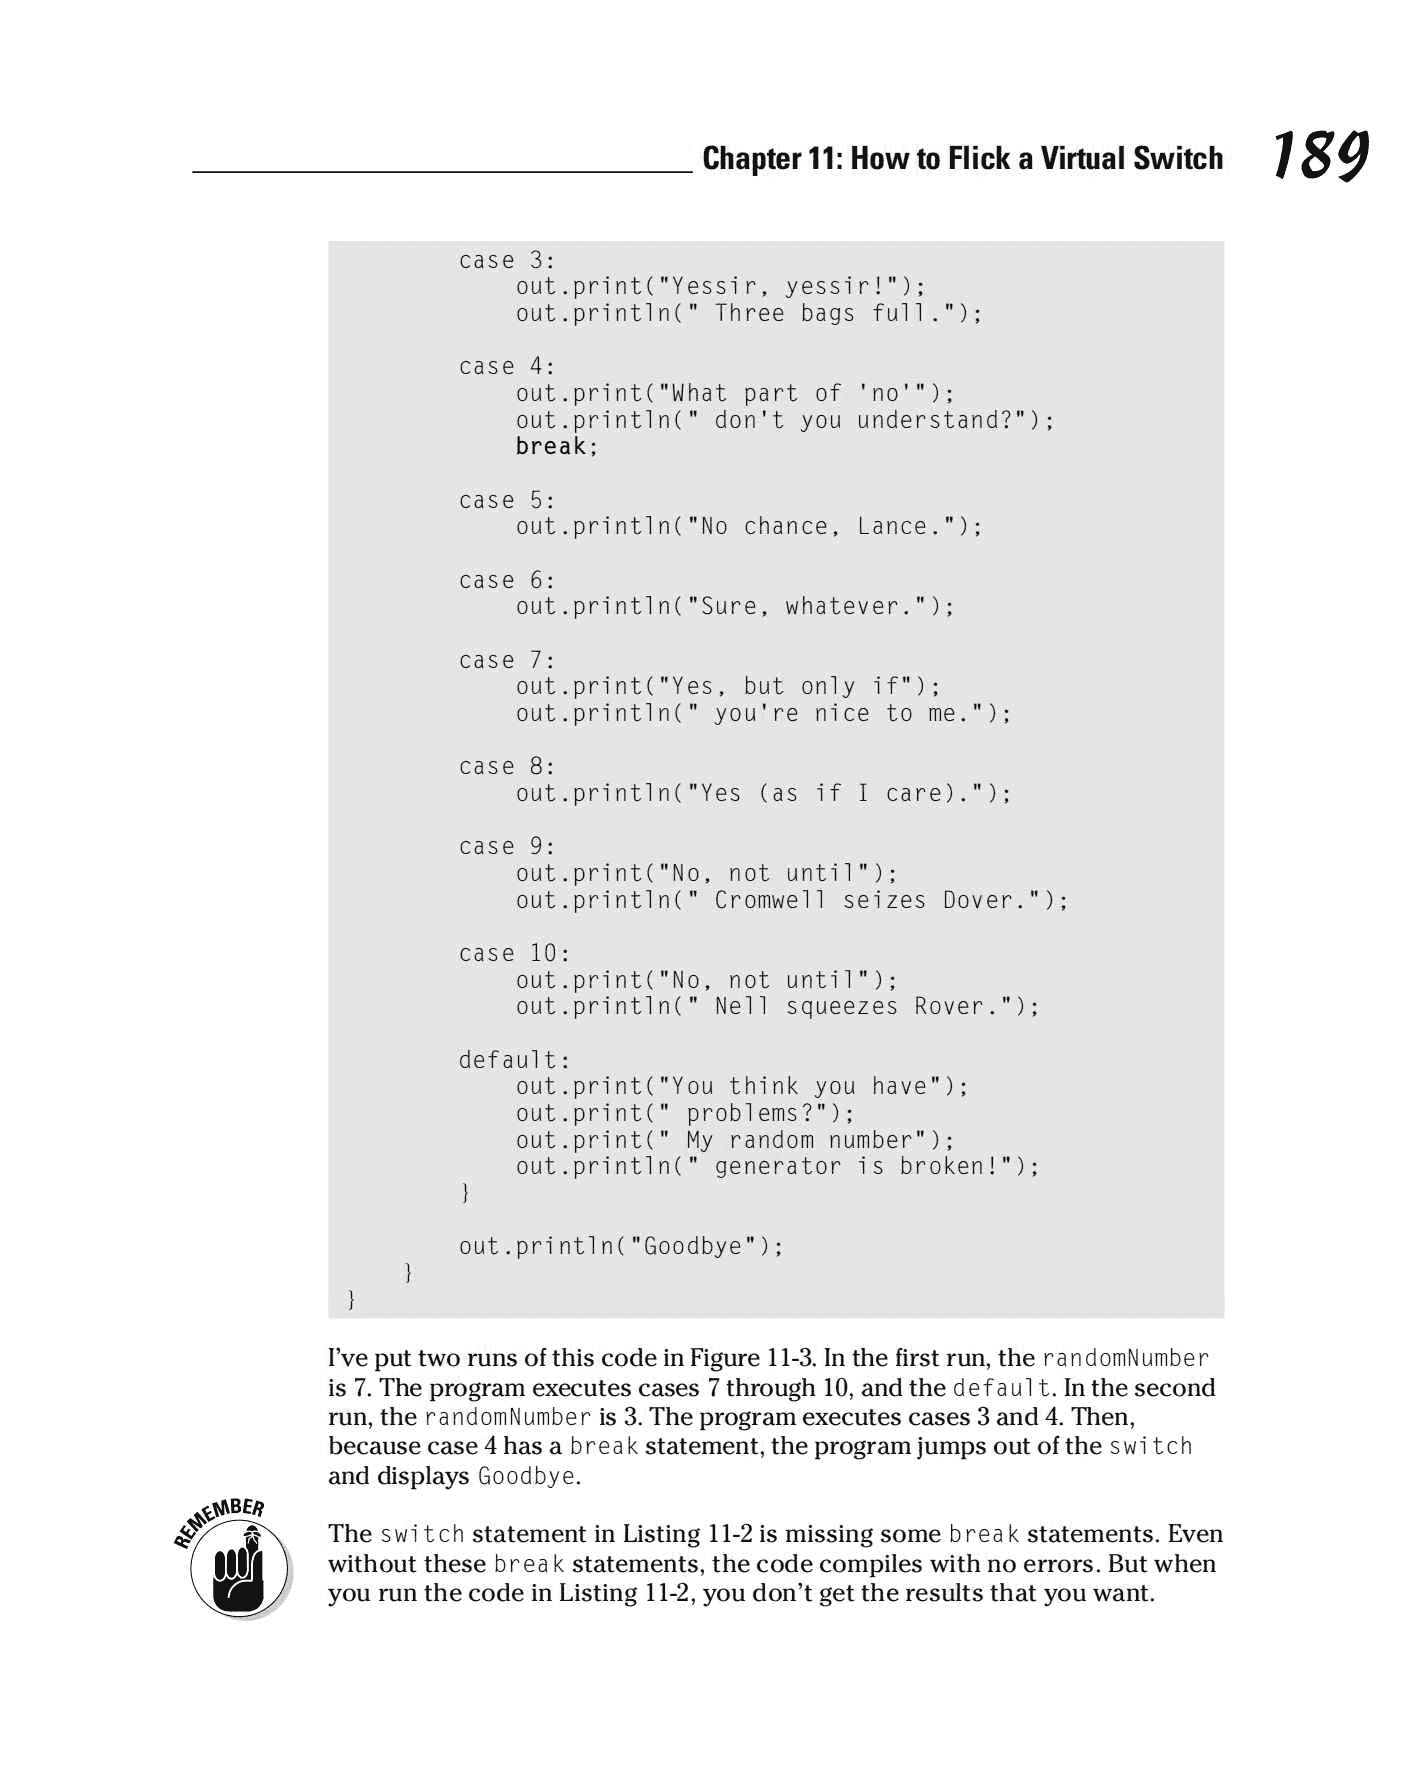 Chapter 11: How to Flick a Virtual Switch 189
case 3:
out.print("Yessir, yessir!");
out.println(" Three bags full.");
case 4:
out.print("What part of 'no'");
out.println(" don't you understand?");
break;
case 5:
out.println("No chance, Lance.");
case 6:
out.println("Sure, whatever.");
case 7:
out.print("Yes, but only if");
out.println(" you're nice to me.");
case 8:
out.println("Yes (as if I care).");
case 9:
out.print("No, not until");
out.println(" Cromwell seizes Dover.");
case 10:
out.print("No, not until");
out.println(" Nell squeezes Rover.");
default:
out.print("You think you have");
out.print(" problems?");
out.print(" My random number");
out.println(" generator is broken!");
}
out.println("Goodbye");
}
}
I've put two runs of this code in Figure 11-3. In the first run, the randomNumber
is 7. The program executes cases 7 through 10, and the default. In the second
run, the randomNumber is 3. The program executes cases 3 and 4. Then,
because case 4 has a break statement, the program jumps out of the switch
and displays Goodbye.
REMEMBER
The switch statement in Listing 11-2 is missing some break statements. Even
without these break statements, the code compiles with no errors. But when
you run the code in Listing 11-2, you don't get the results that you want.